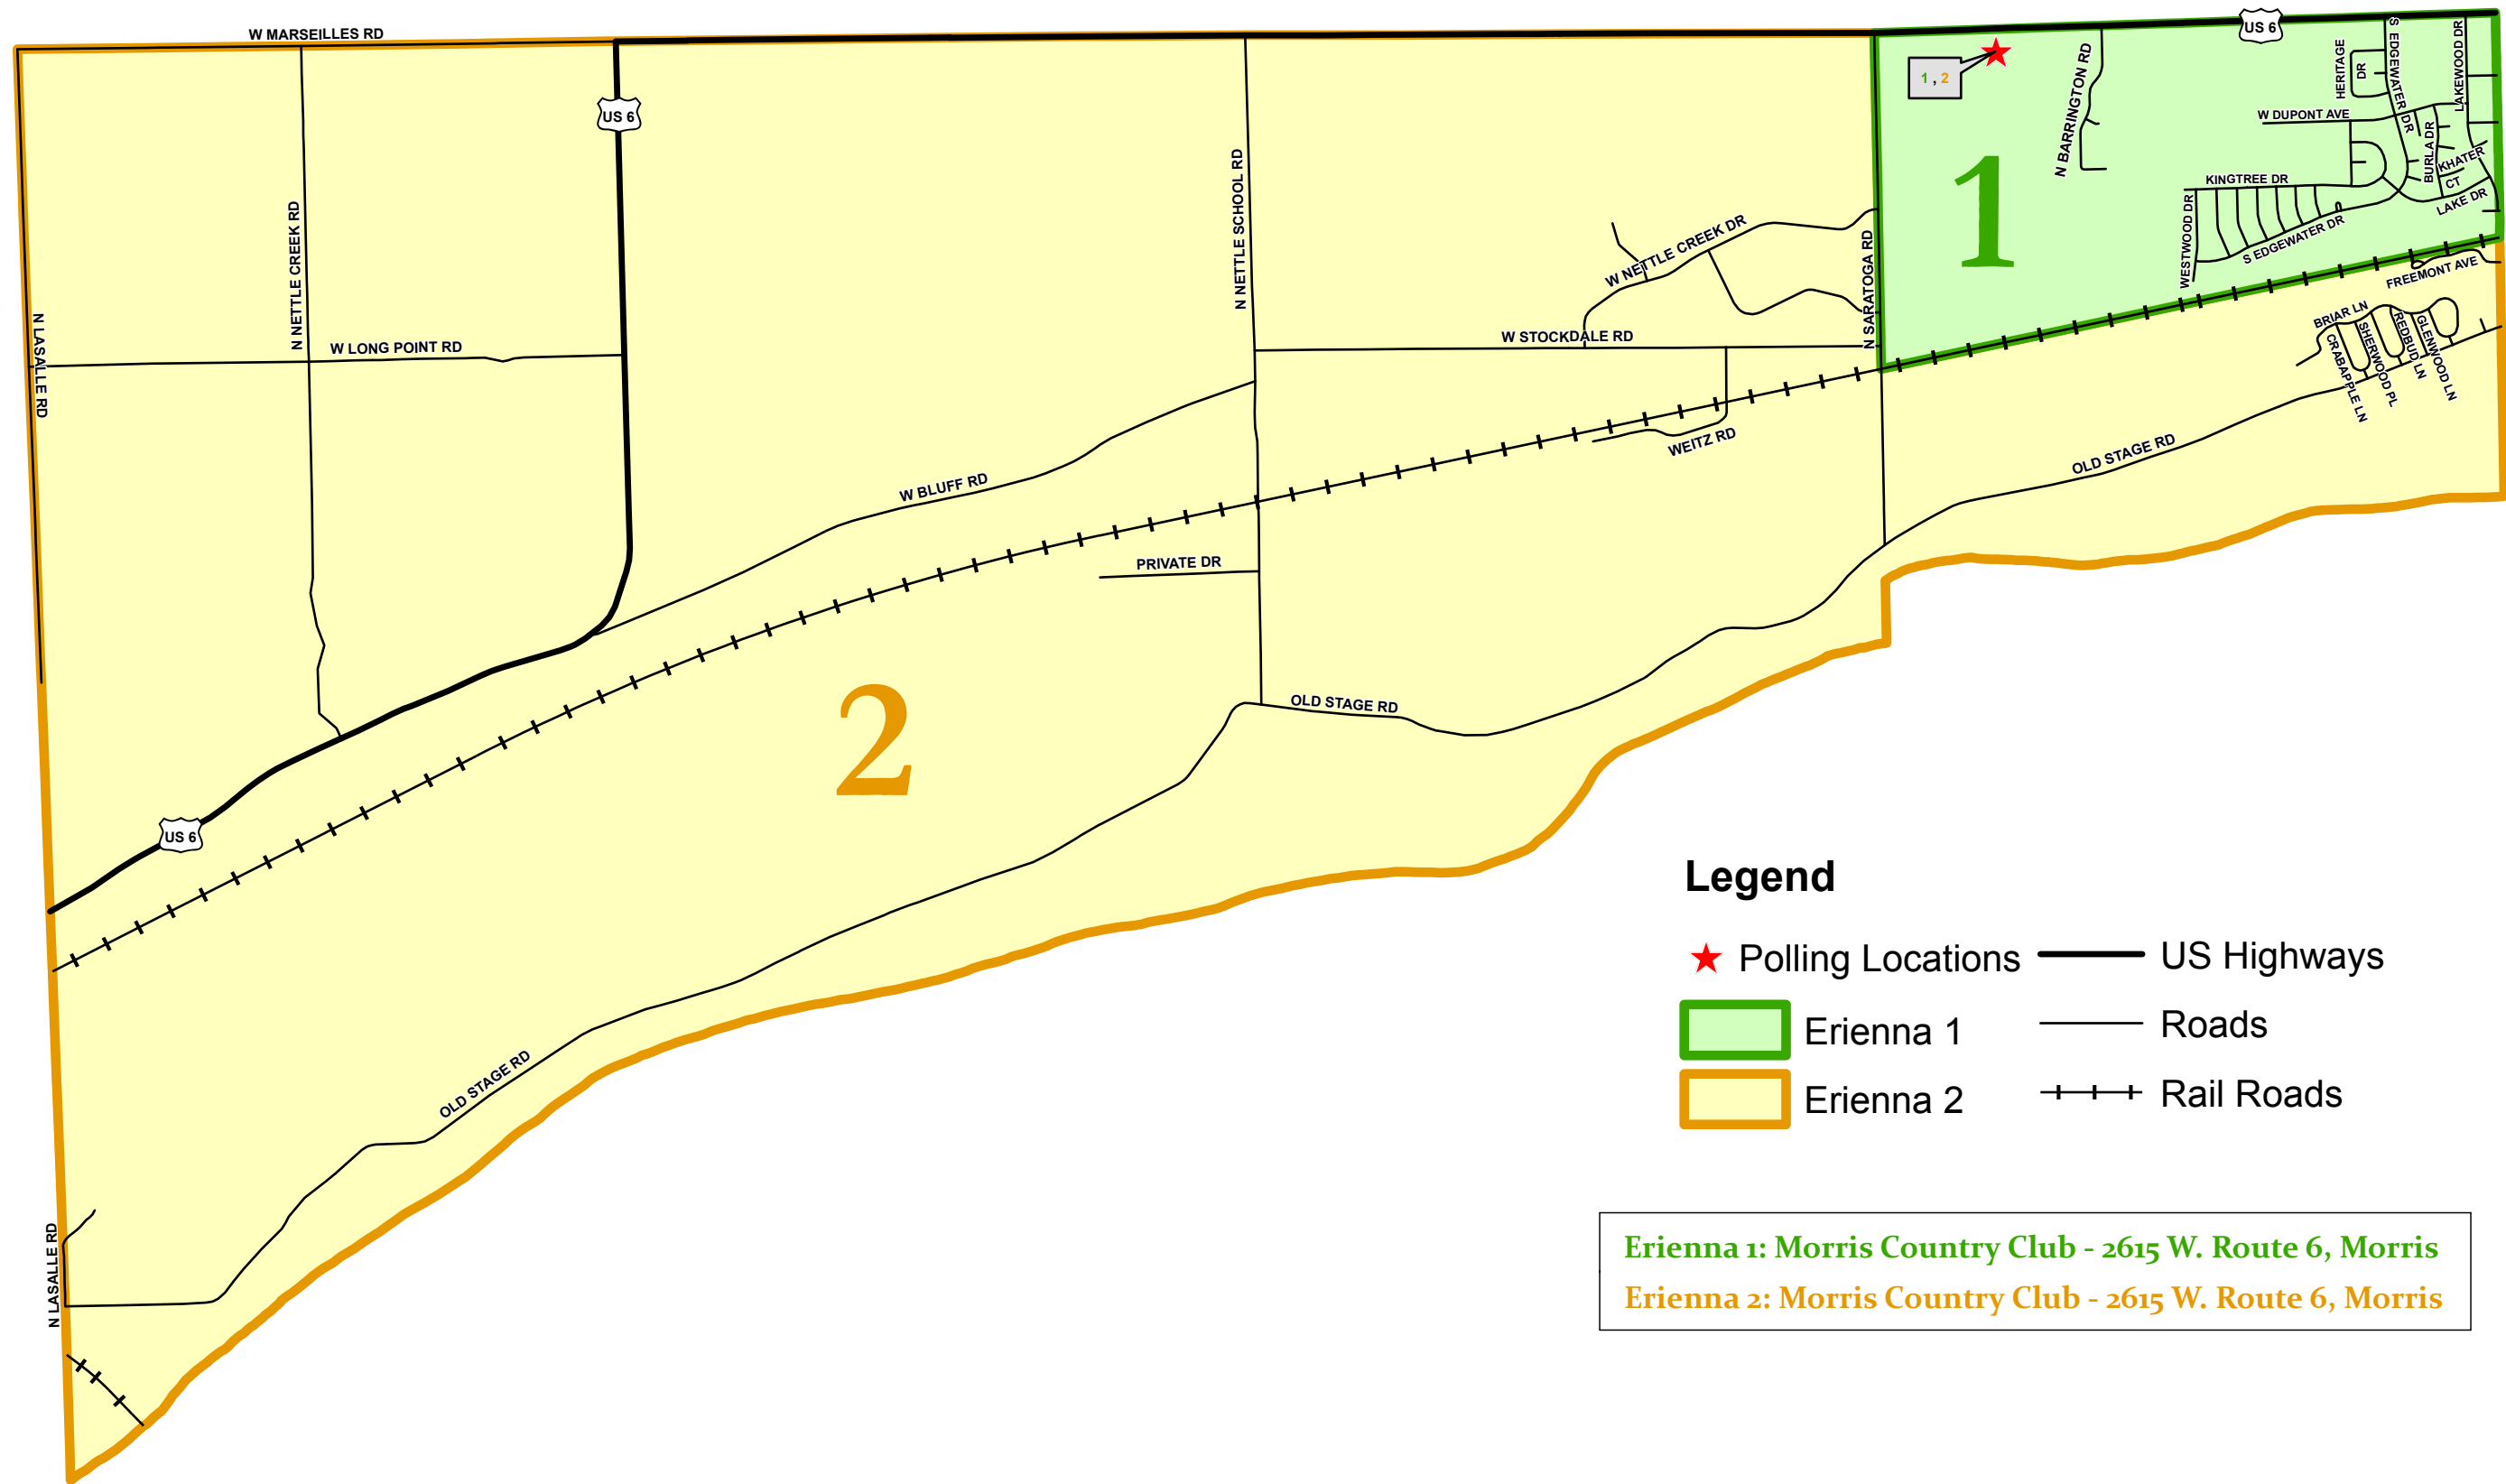 W MARSEILLES RD
US 6
S EDGEWATER DR
LAKEWOOD DR
HERITAGE
DR
N BARRINGTON RD
1 , 2
US 6
W DUPONT AVE
BURLA DR
KHATER
CT
KINGTREE DR
LAKE DR
WESTWOOD DR
S EDGEWATER DR
1
N NETTLE CREEK RD
N NETTLE SCHOOL RD
W NETTLE CREEK DR
N SARATOGA RD
FREEMONT AVE
N LASALLE RD
W LONG POINT RD
W STOCKDALE RD
BRIAR LN
CRABAPPLE LN
SHERWOOD PL
REDBUD LN
GLENWOOD LN
WEITZ RD
OLD STAGE RD
W BLUFF RD
PRIVATE DR
2
OLD STAGE RD
US 6
OLD STAGE RD
N LASALLE RD
Legend
Polling Locations
US Highways
Erienna 1
Roads
Erienna 2
Rail Roads
Erienna 1: Morris Country Club - 2615 W. Route 6, Morris
Erienna 2: Morris Country Club - 2615 W. Route 6, Morris